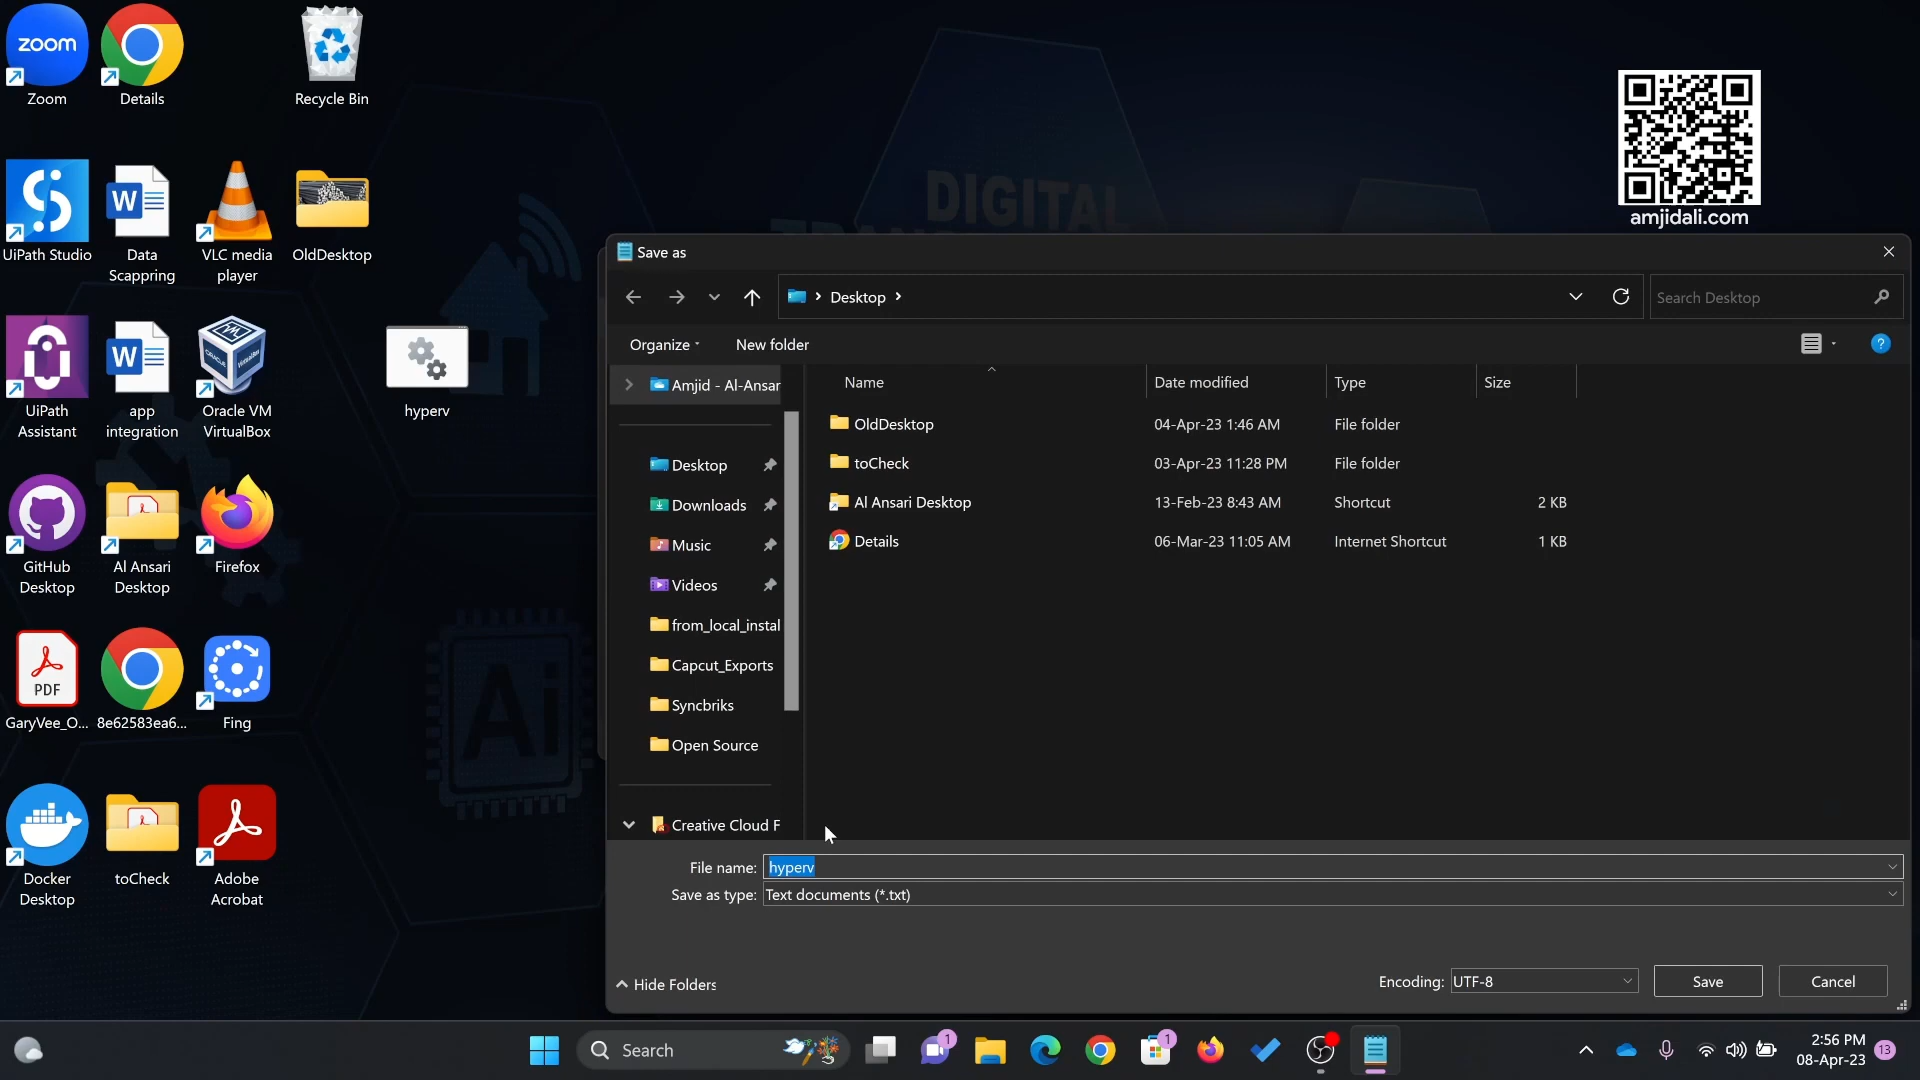 zoom
Zoom
Details
Recycle Bin
UiPath Studio
Data
Scappring
VLC media
player
OldDesktop
UiPath
Assistant
app
integration
Oracle VM
VirtualBox
hyperv
GitHub
Desktop
Al Ansari
Desktop
Firefox
PDF
GaryVee_O...
8e62583ea6...
Fing
Docker
Desktop
toCheck
Adobe
Acrobat
DIGITAL
Ai
amjidali.com
Save as
Desktop
Search Desktop
Organize
New folder
Name
Date modified
Type
Size
Amjid - Al-Ansar
Desktop
Downloads
Music
Videos
from_local_instal
Capcut_Exports
Syncbriks
Open Source
Creative Cloud F
OldDesktop 04-Apr-23 1:46 AM File folder
toCheck 03-Apr-23 11:28 PM File folder
Al Ansari Desktop 13-Feb-23 8:43 AM Shortcut 2 KB
Details 06-Mar-23 11:05 AM Internet Shortcut 1 KB
File name: hyperv
Save as type: Text documents (*.txt)
Hide Folders
Encoding: UTF-8
Save
Cancel
Search
1
1
2:56 PM
08-Apr-23
13